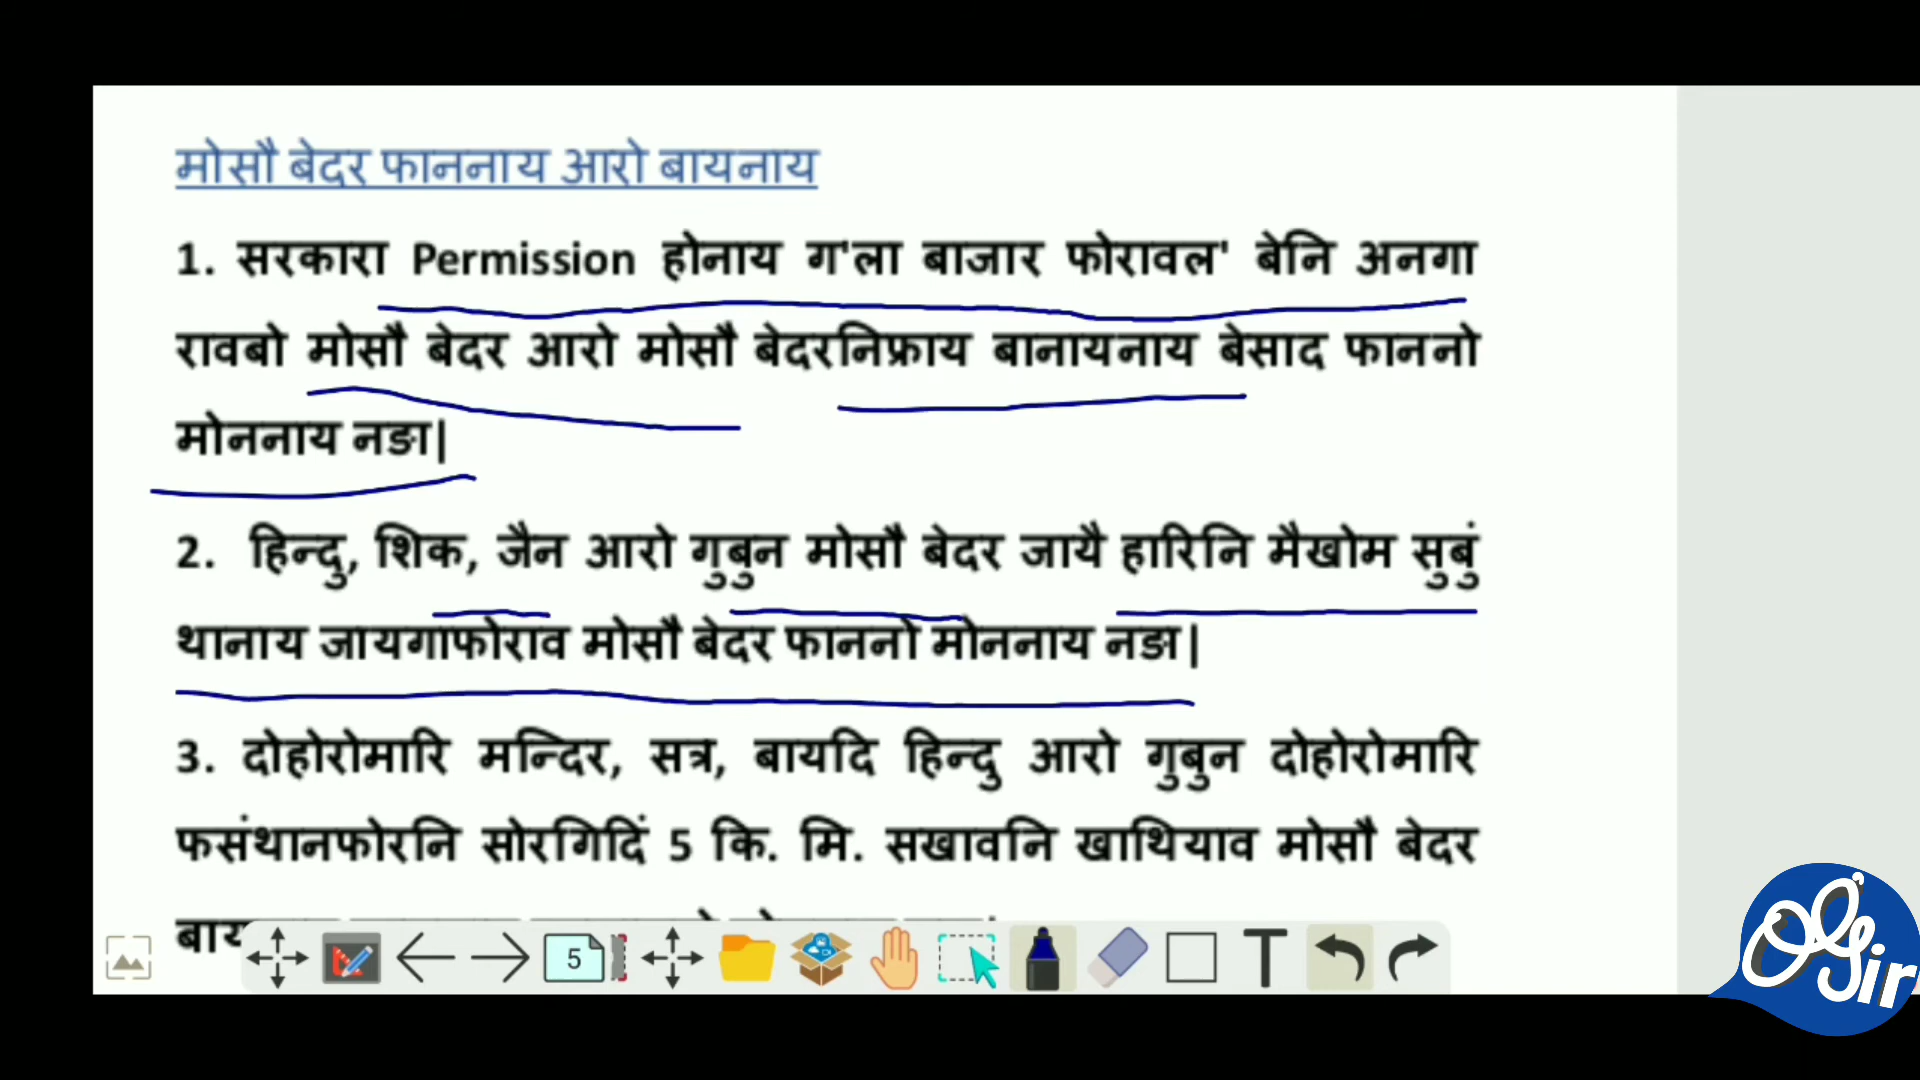 मोसौ बेदर फाननाय आरो बायनाय
1. सरकारा Permission होनाय ग'ला बाजार फोरावल' बेनि अनगा
रावबो मोसौ बेदर आरो मोसौ बेदरनिफ्राय बानायनाय बेसाद फाननो
मोननाय नङा|
2. हिन्दु, शिक, जैन आरो गुबुन मोसौ बेदर जायै हारिनि मैखोम सुबुं
थानाय जायगाफोराव मोसौ बेदर फाननो मोननाय नङा|
3. दोहोरोमारि मन्दिर, सत्र, बायदि हिन्दु आरो गुबुन दोहोरोमारि
फसंथानफोरनि सोरगिदिं 5 कि. मि. सखावनि खाथियाव मोसौ बेदर
5
T
OG Sir